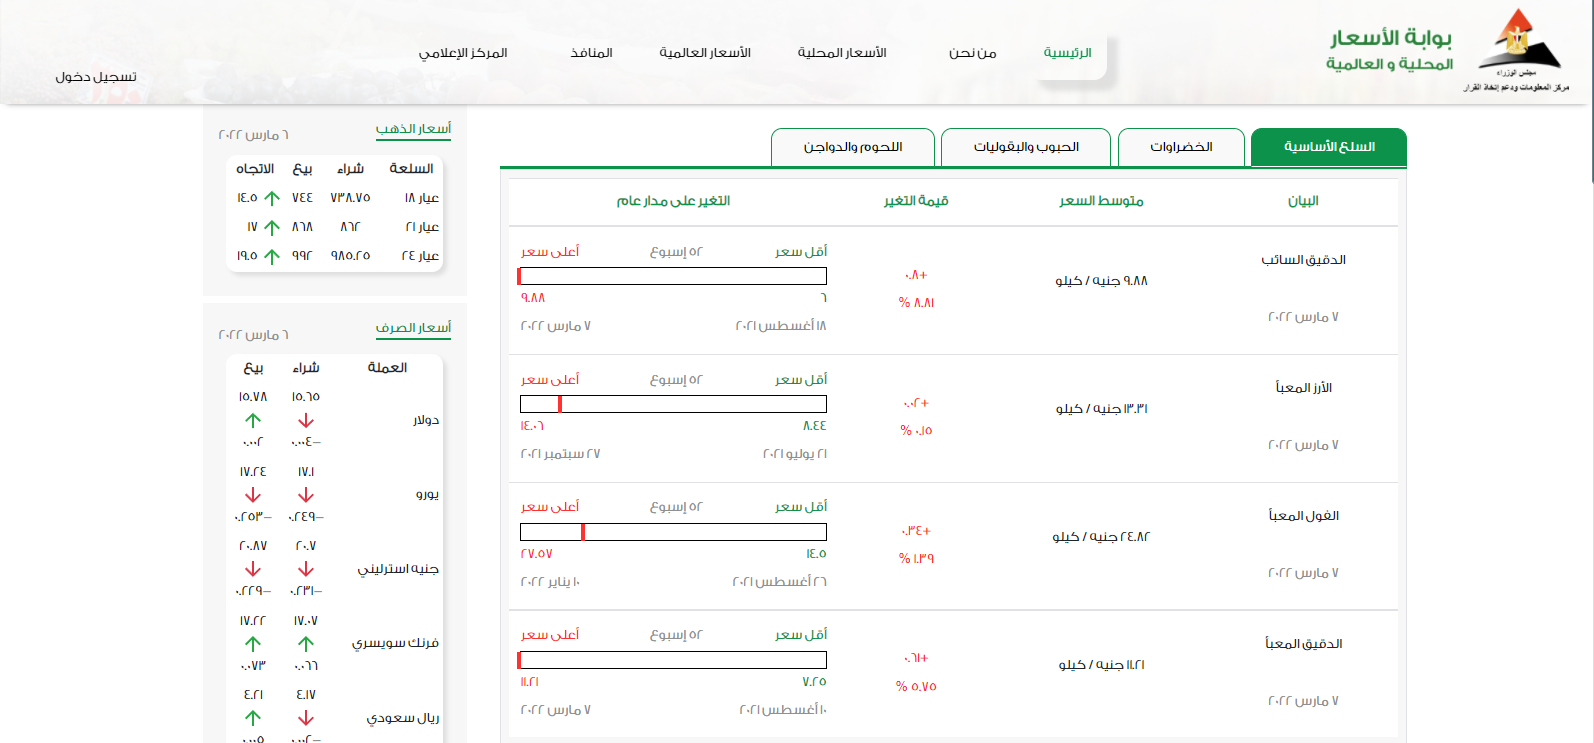 بوابة الأسعار
المحلية و العالمية
مجلس الوزراء
مركز المعلومات ودعم إتخاذ القرار
الرئيسية
من نحن
الأسعار المحلية
الأسعار العالمية
المنافذ
المركز الإعلامي
تسجيل دخول
السلع الأساسية
الخضراوات
الحبوب والبقوليات
اللحوم والدواجن
البيان متوسط السعر قيمة التغير التغير على مدار عام
الدقيق السائب
٧ مارس ٢٠٢٢
٩.٨٨ جنيه / كيلو
+٠.٨
٨.٨١ %
أقل سعر ٥٢ إسبوع أعلى سعر
٦ ٩.٨٨
١٨ أغسطس ٢٠٢١ ٧ مارس ٢٠٢٢
الأرز المعبأ
٧ مارس ٢٠٢٢
١٣.٣١ جنيه / كيلو
+٠.٠٢
٠.١٥ %
أقل سعر ٥٢ إسبوع أعلى سعر
٨.٤٤ ١٤.٠٦
٢١ يوليو ٢٠٢١ ٢٧ سبتمبر ٢٠٢١
الفول المعبأ
٧ مارس ٢٠٢٢
٢٤.٨٢ جنيه / كيلو
+٠.٣٤
١.٣٩ %
أقل سعر ٥٢ إسبوع أعلى سعر
١٤.٥ ٢٧.٥٧
٢٦ أغسطس ٢٠٢١ ١٠ يناير ٢٠٢٢
الدقيق المعبأ
٧ مارس ٢٠٢٢
١١.٢١ جنيه / كيلو
+٠.٦١
٥.٧٥ %
أقل سعر ٥٢ إسبوع أعلى سعر
٧.٢٥ ١١.٢١
١٠ أغسطس ٢٠٢١ ٧ مارس ٢٠٢٢
أسعار الذهب ٦ مارس ٢٠٢٢
السلعة شراء بيع الاتجاه
عيار ١٨ ٧٣٨.٧٥ ٧٤٤ ١٤.٥
عيار ٢١ ٨٦٢ ٨٦٨ ١٧
عيار ٢٤ ٩٨٥.٢٥ ٩٩٢ ١٩.٥
أسعار الصرف ٦ مارس ٢٠٢٢
العملة شراء بيع
١٥.٦٥ ١٥.٧٨
دولار
-٠.٠٠٤ ٠.٠٠٢
١٧.١ ١٧.٢٤
يورو
-٠.٢٤٩ -٠.٢٥٣
٢٠.٧ ٢٠.٨٧
جنيه استرليني
-٠.٢٣١ -٠.٢٢٩
١٧.٠٧ ١٧.٢٢
فرنك سويسري
٠.٠٦٦ ٠.٠٧٣
٤.١٧ ٤.٢١
ريال سعودي